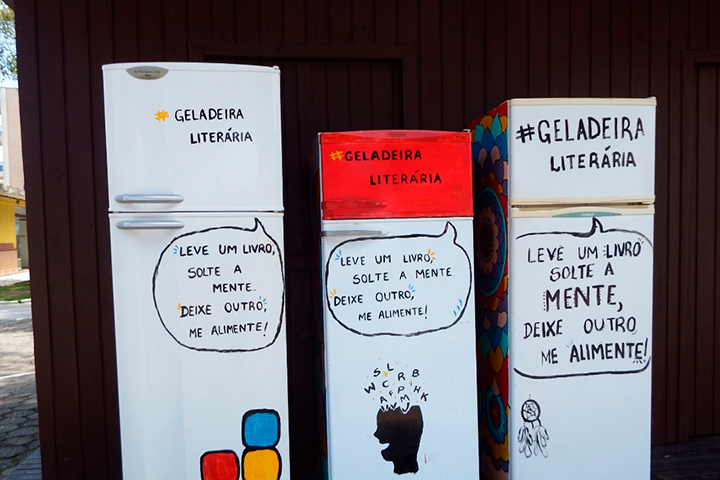 #GELADEIRA
LITERÁRIA
LEVE UM LIVRO,
SOLTE A
MENTE.
DEIXE OUTRO,
ME ALIMENTE!
#GELADEIRA
LITERÁRIA
LEVE UM LIVRO,
SOLTE A MENTE
DEIXE OUTRO,
ME ALIMENTE!
S L
W C R B
A F P H K
M
#GELADEIRA
LITERÁRIA
LEVE UM LIVRO
SOLTE A
MENTE,
DEIXE OUTRO,
ME ALIMENTE!